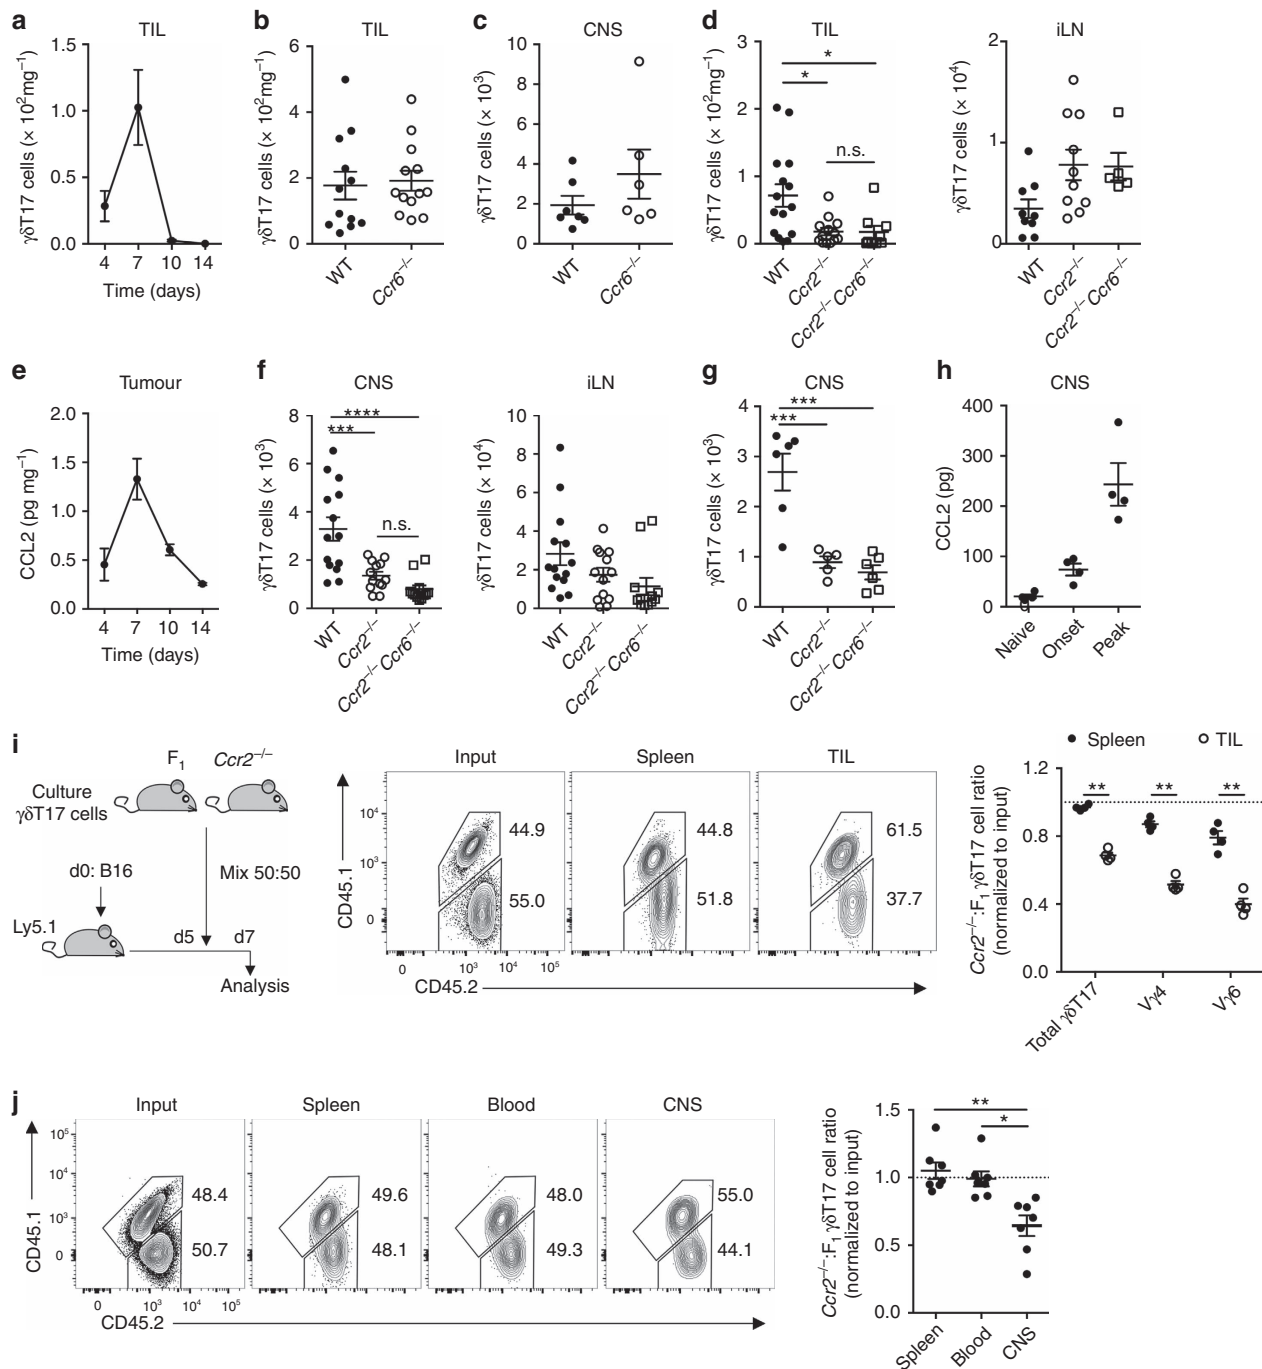 a
TIL
γδT17 cells (× 10²mg⁻¹)
1.5
1.0
0.5
0.0
4 7 10 14
Time (days)
b
TIL
γδT17 cells (× 10²mg⁻¹)
6
4
2
0
WT
Ccr6⁻/⁻
c
CNS
γδT17 cells (× 10³)
10
8
6
4
2
0
WT
Ccr6⁻/⁻
d
TIL
γδT17 cells (× 10²mg⁻¹)
3
2
1
0
*
*
n.s.
WT
Ccr2⁻/⁻
Ccr2⁻/⁻Ccr6⁻/⁻
iLN
γδT17 cells (× 10⁴)
2
1
0
WT
Ccr2⁻/⁻
Ccr2⁻/⁻Ccr6⁻/⁻
e
Tumour
CCL2 (pg mg⁻¹)
2.0
1.5
1.0
0.5
0.0
4 7 10 14
Time (days)
f
CNS
γδT17 cells (× 10³)
8
6
4
2
0
****
***
n.s.
WT
Ccr2⁻/⁻
Ccr2⁻/⁻Ccr6⁻/⁻
iLN
γδT17 cells (× 10⁴)
10
8
6
4
2
0
WT
Ccr2⁻/⁻
Ccr2⁻/⁻Ccr6⁻/⁻
g
CNS
γδT17 cells (× 10³)
4
3
2
1
0
***
***
WT
Ccr2⁻/⁻
Ccr2⁻/⁻Ccr6⁻/⁻
h
CNS
CCL2 (pg)
400
300
200
100
0
Naive
Onset
Peak
i
F₁ Ccr2⁻/⁻
Culture
γδT17 cells
d0: B16
Mix 50:50
Ly5.1
d5 d7
Analysis
Input Spleen TIL
CD45.1
10⁴
10³
0
44.9
55.0
44.8
51.8
61.5
37.7
0 10³ 10⁴ 10⁵
CD45.2
Spleen TIL
Ccr2⁻/⁻:F₁ γδT17 cell ratio
(normalized to input)
1.2
0.8
0.4
0.0
** ** **
Total γδT17
Vγ4
Vγ6
j
Input Spleen Blood CNS
CD45.1
10⁵
10⁴
10³
0
48.4
50.7
49.6
48.1
48.0
49.3
55.0
44.1
0 10³ 10⁴ 10⁵
CD45.2
Ccr2⁻/⁻:F₁ γδT17 cell ratio
(normalized to input)
1.5
1.0
0.5
0.0
**
*
Spleen
Blood
CNS